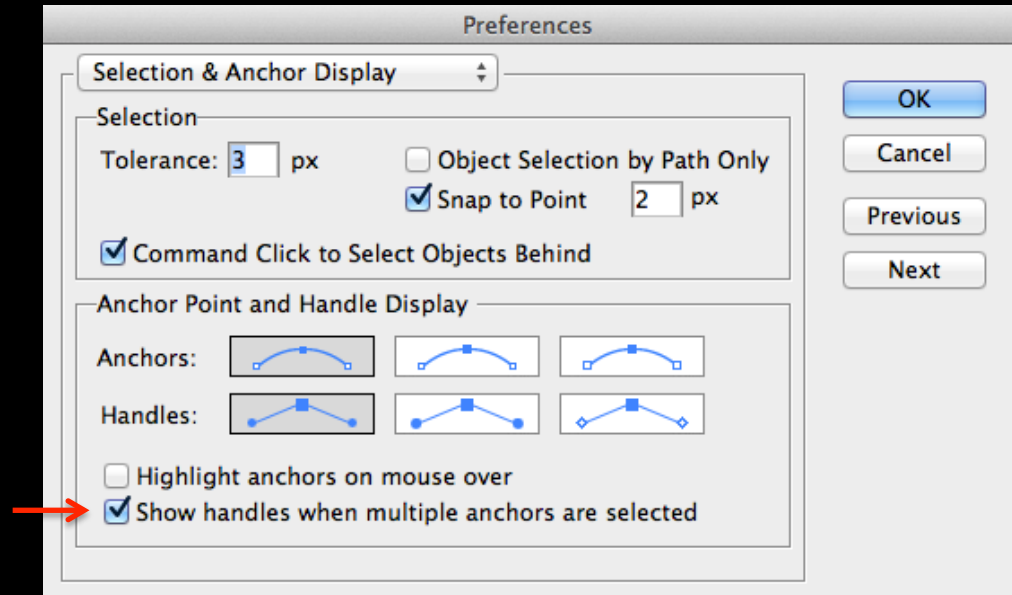 Preferences
Selection & Anchor Display
Selection
Tolerance: 3 px
Object Selection by Path Only
Snap to Point 2 px
Command Click to Select Objects Behind
Anchor Point and Handle Display
Anchors:
Handles:
Highlight anchors on mouse over
Show handles when multiple anchors are selected
OK
Cancel
Previous
Next